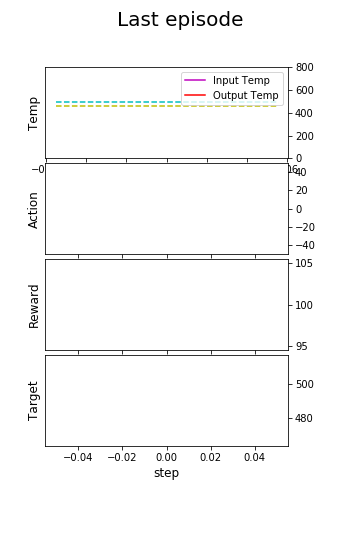 Last episode
Temp
Input Temp
Output Temp
800
600
400
200
0
Action
40
20
0
−20
−40
Reward
105
100
95
Target
500
480
−0.04 −0.02 0.00 0.02 0.04
step